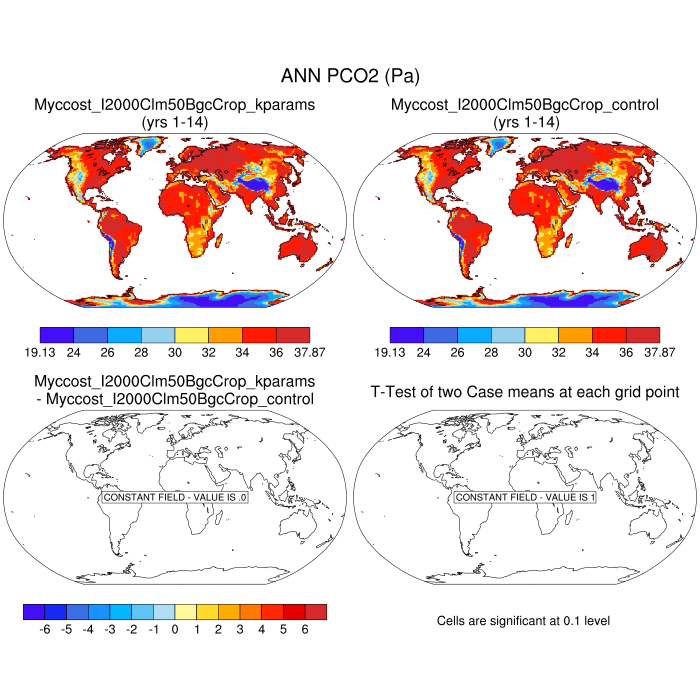 ANN PCO2 (Pa)
Myccost_I2000Clm50BgcCrop_kparams
(yrs 1-14)
Myccost_I2000Clm50BgcCrop_control
(yrs 1-14)
19.13 24 26 28 30 32 34 36 37.87
19.13 24 26 28 30 32 34 36 37.87
Myccost_I2000Clm50BgcCrop_kparams
- Myccost_I2000Clm50BgcCrop_control
T-Test of two Case means at each grid point
CONSTANT FIELD - VALUE IS .0
CONSTANT FIELD - VALUE IS 1
-6 -5 -4 -3 -2 -1 0 1 2 3 4 5 6
Cells are significant at 0.1 level